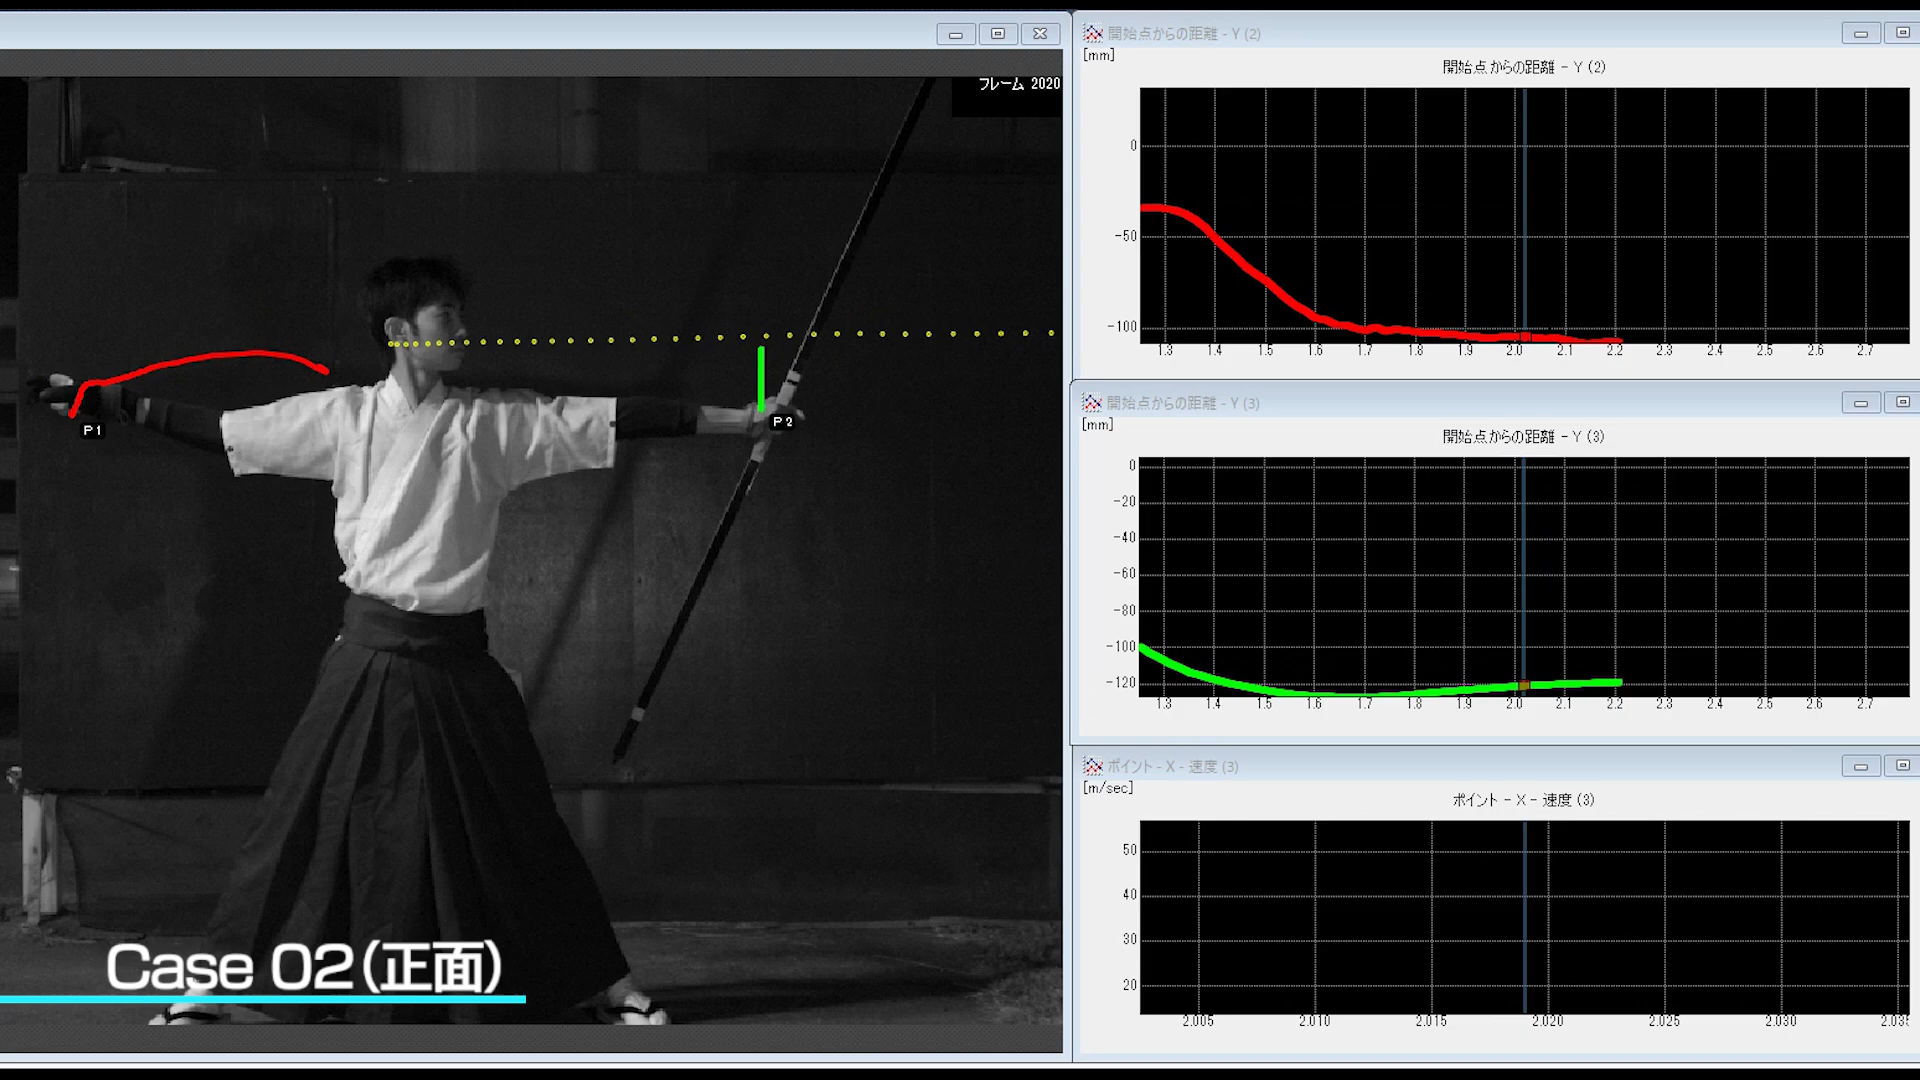 フレーム 2020
P1
P2
Case 02(正面)
開始点からの距離 - Y (2)
[mm]
開始点からの距離 - Y (2)
0
-50
-100
1.3 1.4 1.5 1.6 1.7 1.8 1.9 2.0 2.1 2.2 2.3 2.4 2.5 2.6 2.7
開始点からの距離 - Y (3)
[mm]
開始点からの距離 - Y (3)
0
-20
-40
-60
-80
-100
-120
1.3 1.4 1.5 1.6 1.7 1.8 1.9 2.0 2.1 2.2 2.3 2.4 2.5 2.6 2.7
ポイント - X - 速度 (3)
[m/sec]
ポイント - X - 速度 (3)
50
40
30
20
2.005 2.010 2.015 2.020 2.025 2.030